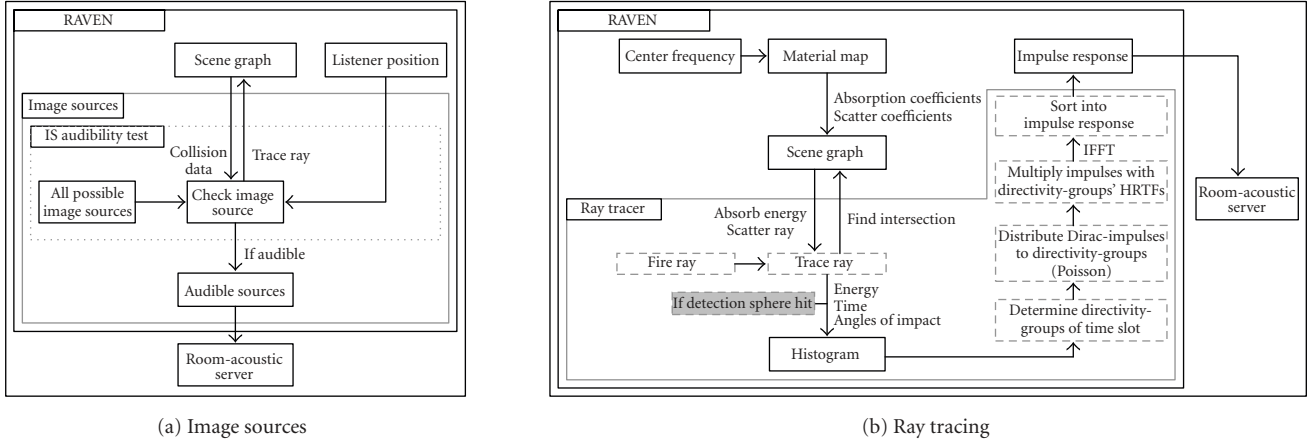 RAVEN
Scene graph
Listener position
Image sources
IS audibility test
Collision
data
Trace ray
All possible
image sources
Check image
source
If audible
Audible sources
Room-acoustic
server
(a) Image sources
RAVEN
Center frequency
Material map
Impulse response
Absorption coefficients
Scatter coefficients
Sort into
impulse response
IFFT
Scene graph
Multiply impulses with
directivity-groups’ HRTFs
Room-acoustic
server
Ray tracer
Absorb energy
Scatter ray
Find intersection
Distribute Dirac-impulses
to directivity-groups
(Poisson)
Fire ray
Trace ray
If detection sphere hit
Energy
Time
Angles of impact
Determine directivity-
groups of time slot
Histogram
(b) Ray tracing